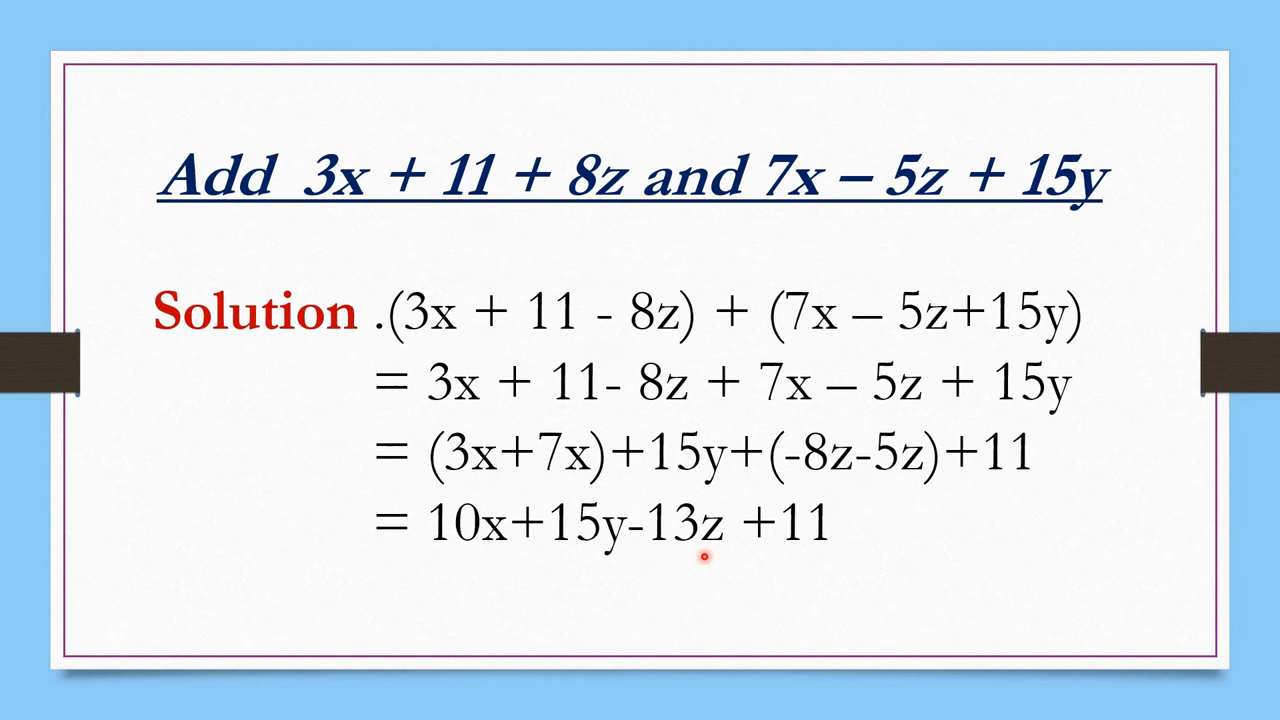 Add 3x + 11 + 8z and 7x – 5z + 15y
Solution .(3x + 11 - 8z) + (7x – 5z+15y)
= 3x + 11- 8z + 7x – 5z + 15y
= (3x+7x)+15y+(-8z-5z)+11
= 10x+15y-13z +11